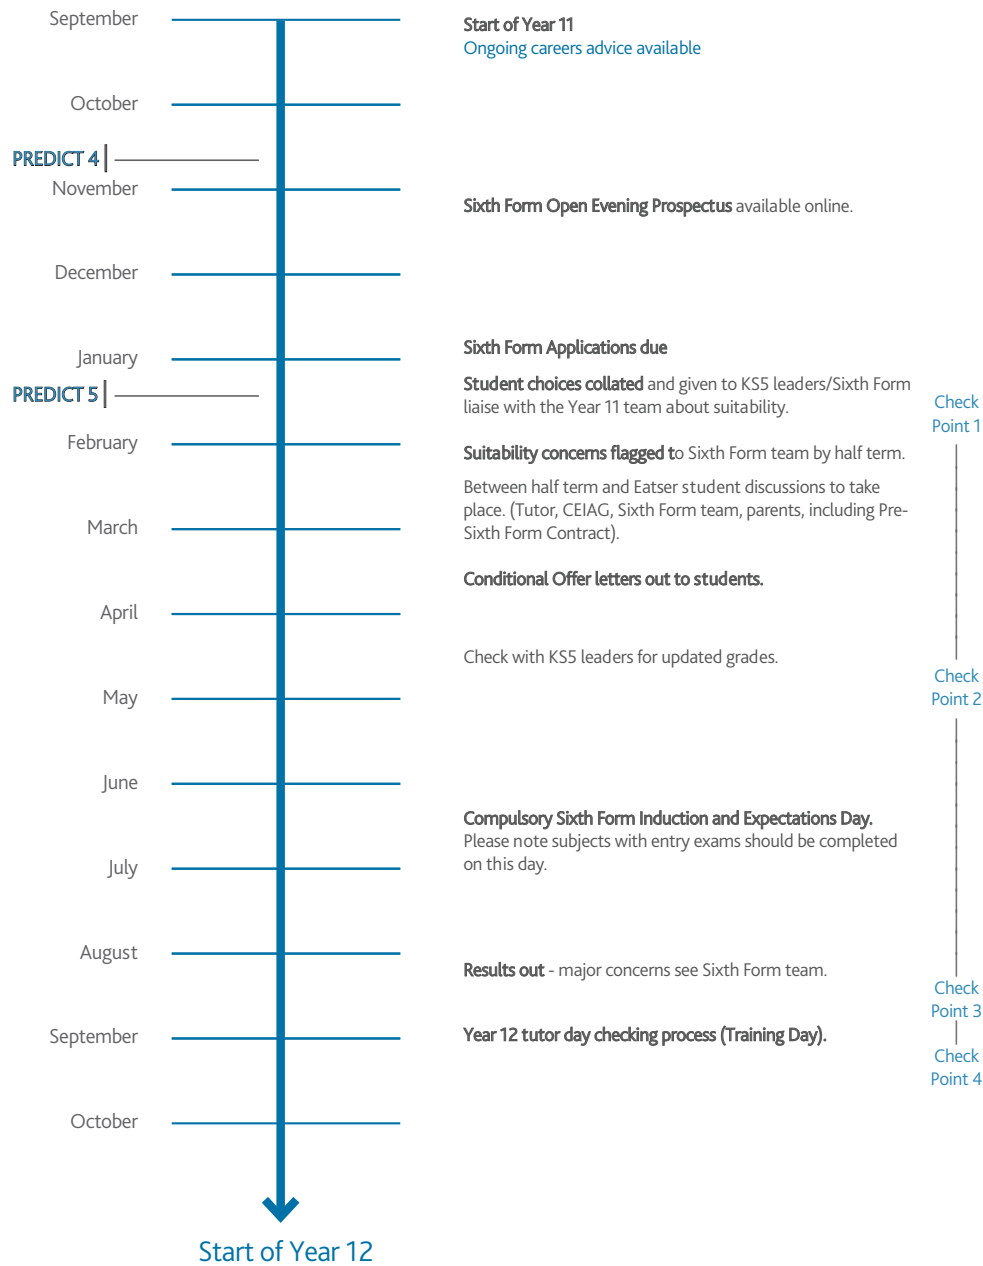 September
Start of Year 11
Ongoing careers advice available
October
PREDICT 4
November
Sixth Form Open Evening Prospectus available online.
December
January
Sixth Form Applications due
PREDICT 5
Student choices collated and given to KS5 leaders/Sixth Form
liaise with the Year 11 team about suitability.
Check
Point 1
February
Suitability concerns flagged to Sixth Form team by half term.
Between half term and Eatser student discussions to take
place. (Tutor, CEIAG, Sixth Form team, parents, including Pre-
Sixth Form Contract).
March
Conditional Offer letters out to students.
April
Check with KS5 leaders for updated grades.
Check
Point 2
May
June
Compulsory Sixth Form Induction and Expectations Day.
Please note subjects with entry exams should be completed
on this day.
July
August
Results out - major concerns see Sixth Form team.
Check
Point 3
September
Year 12 tutor day checking process (Training Day).
Check
Point 4
October
Start of Year 12